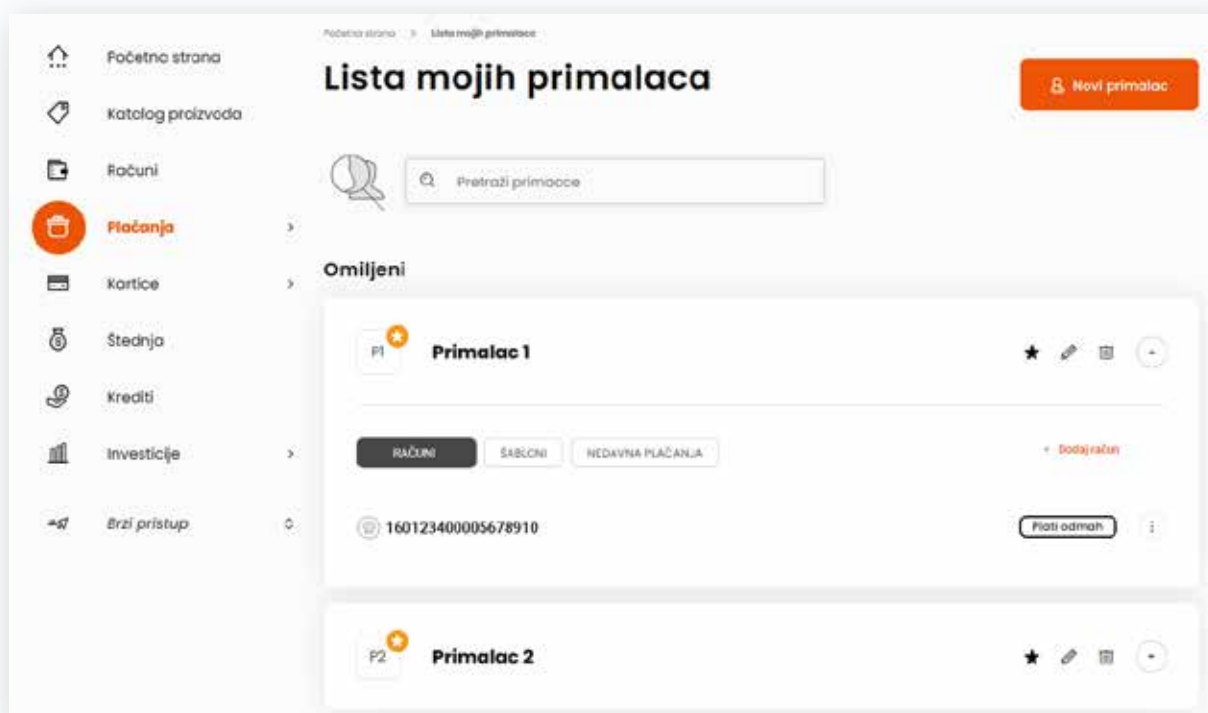 Početna strana > Lista mojih primalaca
Lista mojih primalaca
Novi primalac
Početna strana
Katalog proizvoda
Računi
Plaćanja
Kartice
Štednja
Krediti
Investicije
Brzi pristup
Pretraži primaoce
Omiljeni
P1
Primalac 1
RAČUNI
ŠABLONI
NEDAVNA PLAĆANJA
+ Dodaj račun
160123400005678910
Plati odmah
P2
Primalac 2